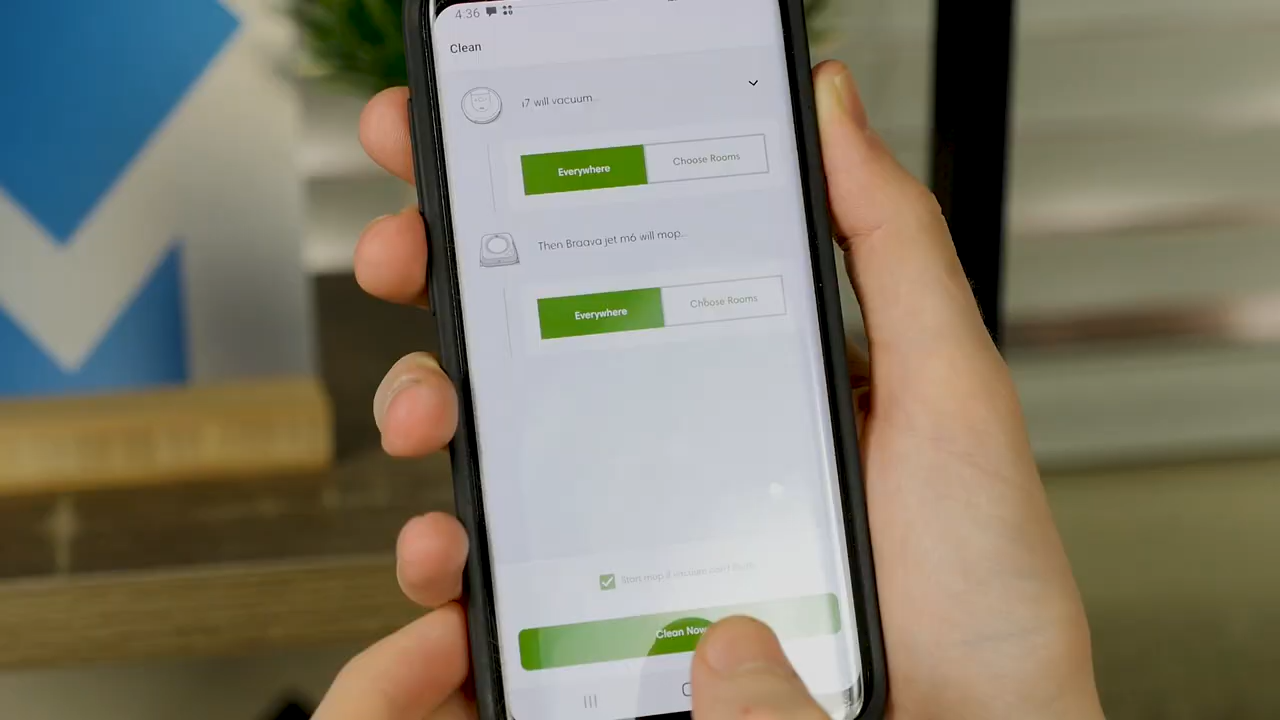 4:36
Clean
i7 will vacuum...
Everywhere
Choose Rooms
Then Braava jet m6 will mop...
Everywhere
Choose Rooms
Start mop if vacuum can't finish
Clean Now